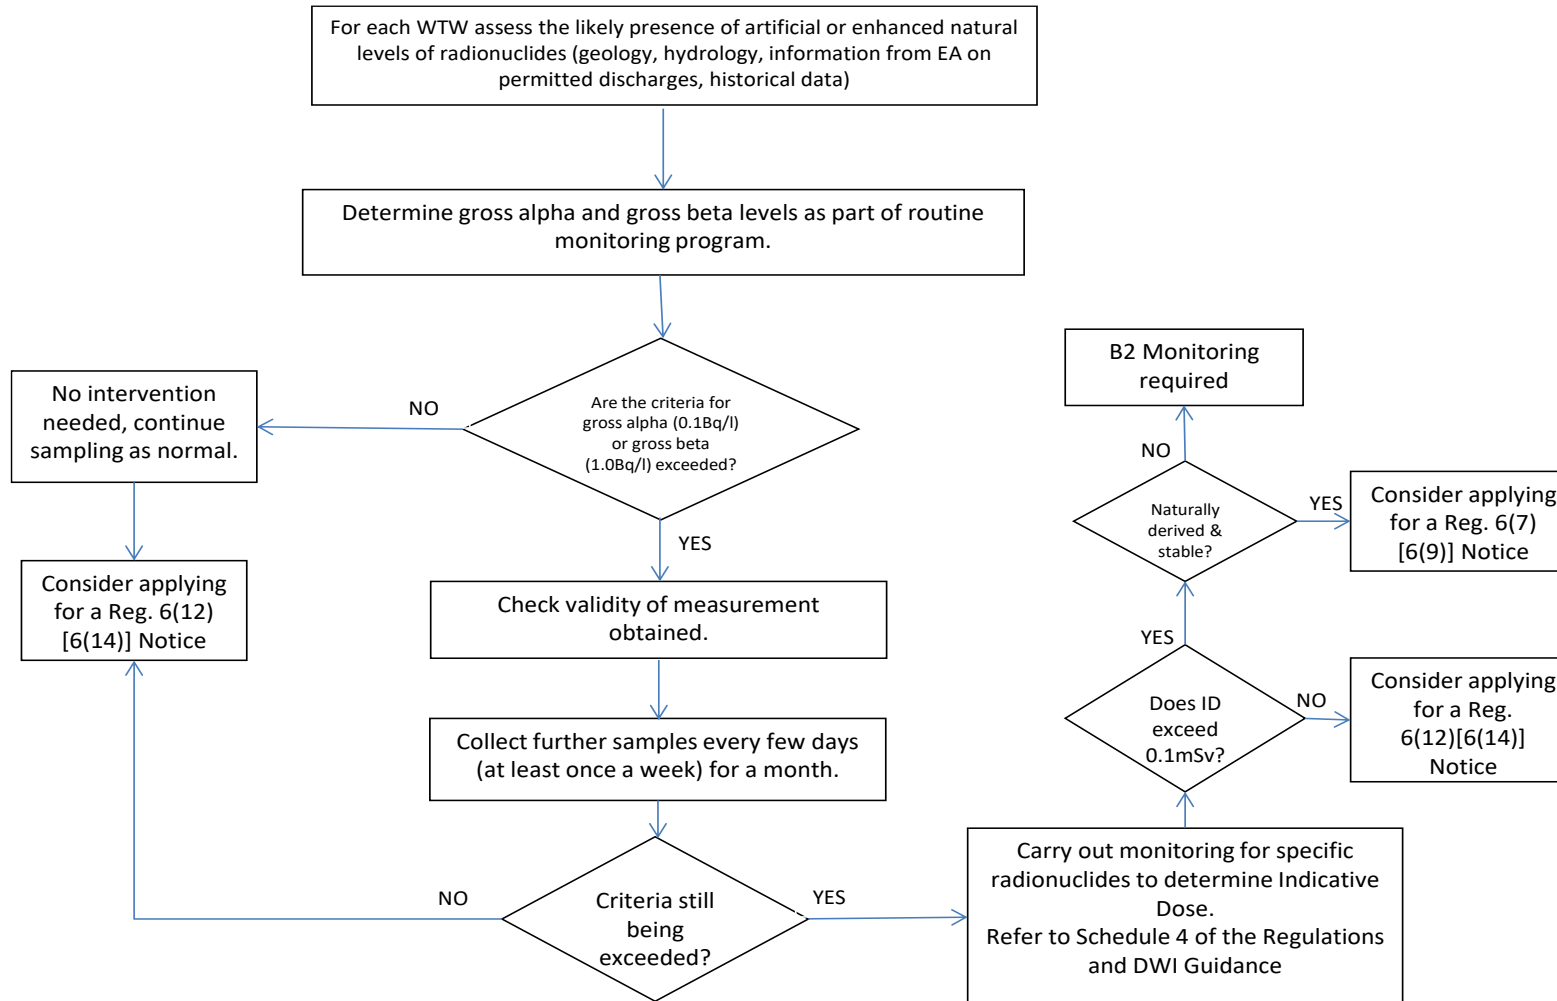 For each WTW assess the likely presence of artificial or enhanced natural
levels of radionuclides (geology, hydrology, information from EA on
permitted discharges, historical data)
Determine gross alpha and gross beta levels as part of routine
monitoring program.
Are the criteria for
gross alpha (0.1Bq/l)
or gross beta
(1.0Bq/l) exceeded?
NO
No intervention
needed, continue
sampling as normal.
Consider applying
for a Reg. 6(12)
[6(14)] Notice
YES
Check validity of measurement
obtained.
Collect further samples every few days
(at least once a week) for a month.
Criteria still
being
exceeded?
NO
YES
Carry out monitoring for specific
radionuclides to determine Indicative
Dose.
Refer to Schedule 4 of the Regulations
and DWI Guidance
Does ID
exceed
0.1mSv?
NO
Consider applying
for a Reg.
6(12)[6(14)]
Notice
YES
Naturally
derived &
stable?
YES
Consider applying
for a Reg. 6(7)
[6(9)] Notice
NO
B2 Monitoring
required